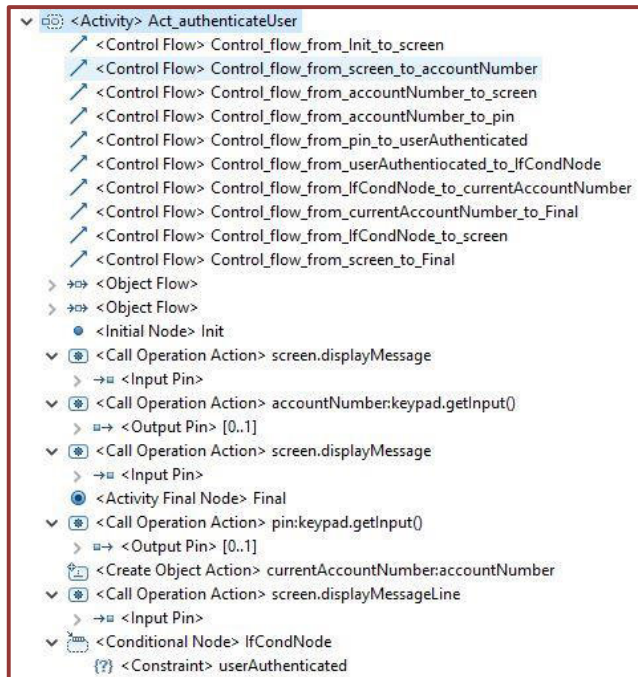 <Activity> Act_authenticateUser
<Control Flow> Control_flow_from_Init_to_screen
<Control Flow> Control_flow_from_screen_to_accountNumber
<Control Flow> Control_flow_from_accountNumber_to_screen
<Control Flow> Control_flow_from_accountNumber_to_pin
<Control Flow> Control_flow_from_pin_to_userAuthenticated
<Control Flow> Control_flow_from_userAuthentiocated_to_IfCondNode
<Control Flow> Control_flow_from_IfCondNode_to_currentAccountNumber
<Control Flow> Control_flow_from_currentAccountNumber_to_Final
<Control Flow> Control_flow_from_IfCondNode_to_screen
<Control Flow> Control_flow_from_screen_to_Final
<Object Flow>
<Object Flow>
<Initial Node> Init
<Call Operation Action> screen.displayMessage
<Input Pin>
<Call Operation Action> accountNumber:keypad.getInput()
<Output Pin> [0..1]
<Call Operation Action> screen.displayMessage
<Input Pin>
<Activity Final Node> Final
<Call Operation Action> pin:keypad.getInput()
<Output Pin> [0..1]
<Create Object Action> currentAccountNumber:accountNumber
<Call Operation Action> screen.displayMessageLine
<Input Pin>
<Conditional Node> IfCondNode
{?} <Constraint> userAuthenticated